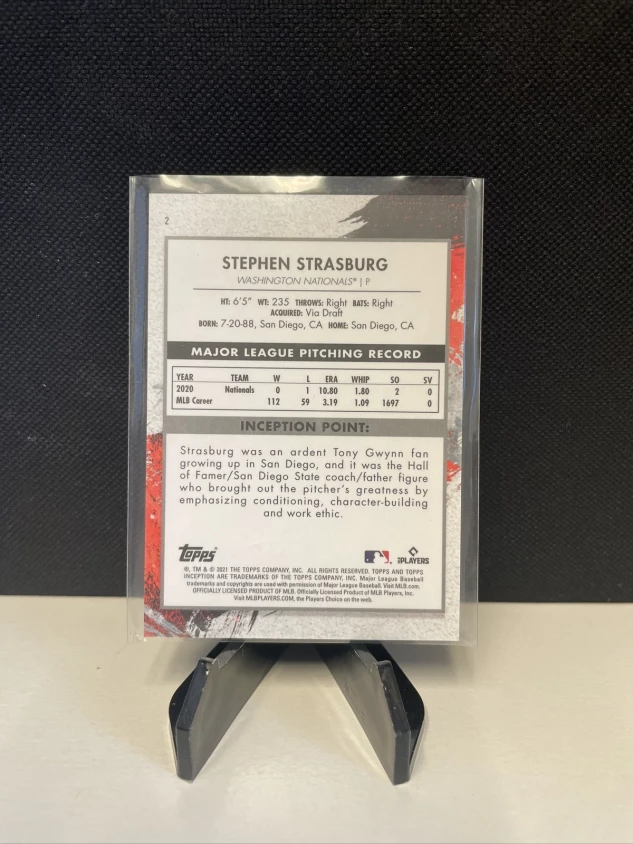 2
STEPHEN STRASBURG
WASHINGTON NATIONALS® | P
HT: 6'5" WT: 235 THROWS: Right BATS: Right
ACQUIRED: Via Draft
BORN: 7-20-88, San Diego, CA HOME: San Diego, CA
MAJOR LEAGUE PITCHING RECORD
YEAR TEAM W L ERA WHIP SO SV
2020 Nationals 0 1 10.80 1.80 2 0
MLB Career 112 59 3.19 1.09 1697 0
INCEPTION POINT:
Strasburg was an ardent Tony Gwynn fan
growing up in San Diego, and it was the Hall
of Famer/San Diego State coach/father figure
who brought out the pitcher's greatness by
emphasizing conditioning, character-building
and work ethic.
Topps PLAYERS
®, TM & © 2021 THE TOPPS COMPANY, INC. ALL RIGHTS RESERVED. TOPPS AND TOPPS
INCEPTION ARE TRADEMARKS OF THE TOPPS COMPANY, INC. Major League Baseball
trademarks and copyrights are used with permission of Major League Baseball. Visit MLB.com.
OFFICIALLY LICENSED PRODUCT OF MLB Players, Inc.
Visit MLBPLAYERS.COM, the Players Choice on the web.